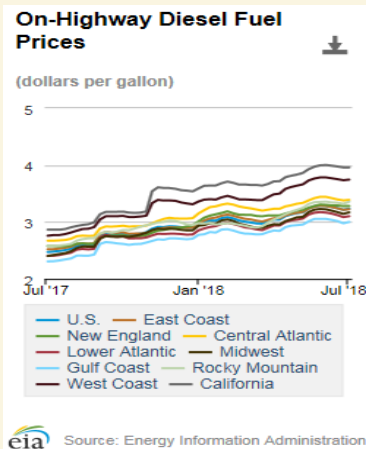 On-Highway Diesel Fuel
Prices
(dollars per gallon)
5
4
3
2
Jul '17 Jan '18 Jul '18
U.S. East Coast
New England Central Atlantic
Lower Atlantic Midwest
Gulf Coast Rocky Mountain
West Coast California
eia Source: Energy Information Administration